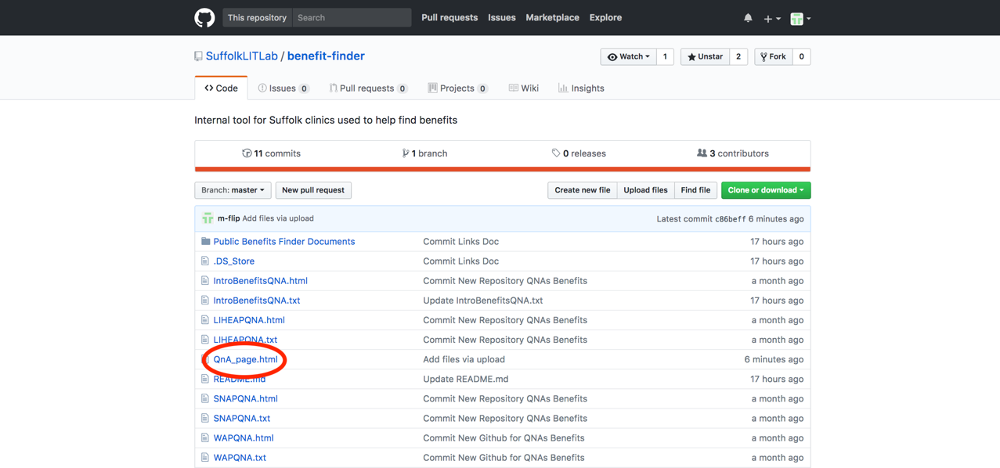 This repository Search Pull requests Issues Marketplace Explore
SuffolkLITLab / benefit-finder Watch 1 Unstar 2 Fork 0
Code Issues 0 Pull requests 0 Projects 0 Wiki Insights
Internal tool for Suffolk clinics used to help find benefits
11 commits 1 branch 0 releases 3 contributors
Branch: master New pull request Create new file Upload files Find file Clone or download
m-flip Add files via upload Latest commit c86beff 6 minutes ago
Public Benefits Finder Documents Commit Links Doc 17 hours ago
.DS_Store Commit Links Doc 17 hours ago
IntroBenefitsQNA.html Commit New Repository QNAs Benefits a month ago
IntroBenefitsQNA.txt Update IntroBenefitsQNA.txt 17 hours ago
LIHEAPQNA.html Commit New Repository QNAs Benefits a month ago
LIHEAPQNA.txt Commit New Repository QNAs Benefits a month ago
QnA_page.html Add files via upload 6 minutes ago
README.md Update README.md 17 hours ago
SNAPQNA.html Commit New Repository QNAs Benefits a month ago
SNAPQNA.txt Commit New Repository QNAs Benefits a month ago
WAPQNA.html Commit New Github for QNAs Benefits a month ago
WAPQNA.txt Commit New Github for QNAs Benefits a month ago